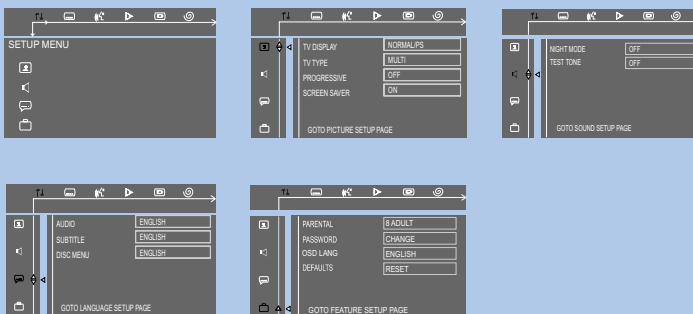 SETUP MENU
TV DISPLAY NORMAL/PS
TV TYPE MULTI
PROGRESSIVE OFF
SCREEN SAVER ON
GOTO PICTURE SETUP PAGE
NIGHT MODE OFF
TEST TONE OFF
GOTO SOUND SETUP PAGE
AUDIO ENGLISH
SUBTITLE ENGLISH
DISC MENU ENGLISH
GOTO LANGUAGE SETUP PAGE
PARENTAL 8 ADULT
PASSWORD CHANGE
OSD LANG ENGLISH
DEFAULTS RESET
GOTO FEATURE SETUP PAGE